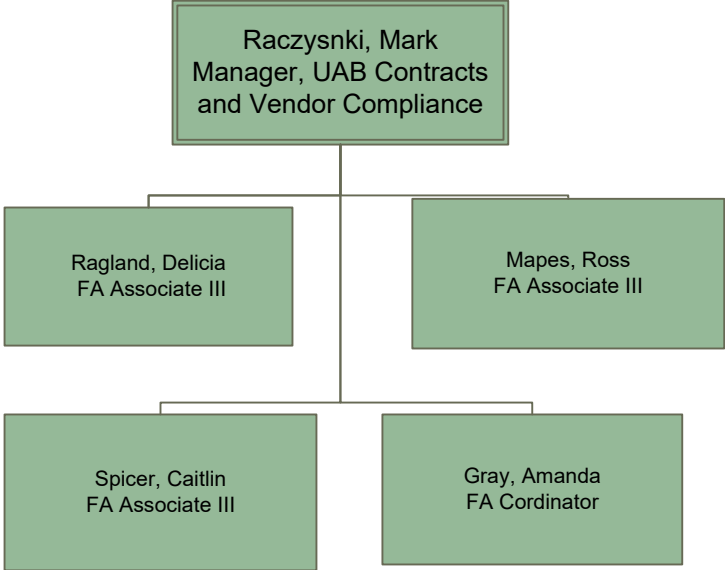 Raczysnki, Mark
Manager, UAB Contracts
and Vendor Compliance
Ragland, Delicia
FA Associate III
Mapes, Ross
FA Associate III
Spicer, Caitlin
FA Associate III
Gray, Amanda
FA Cordinator